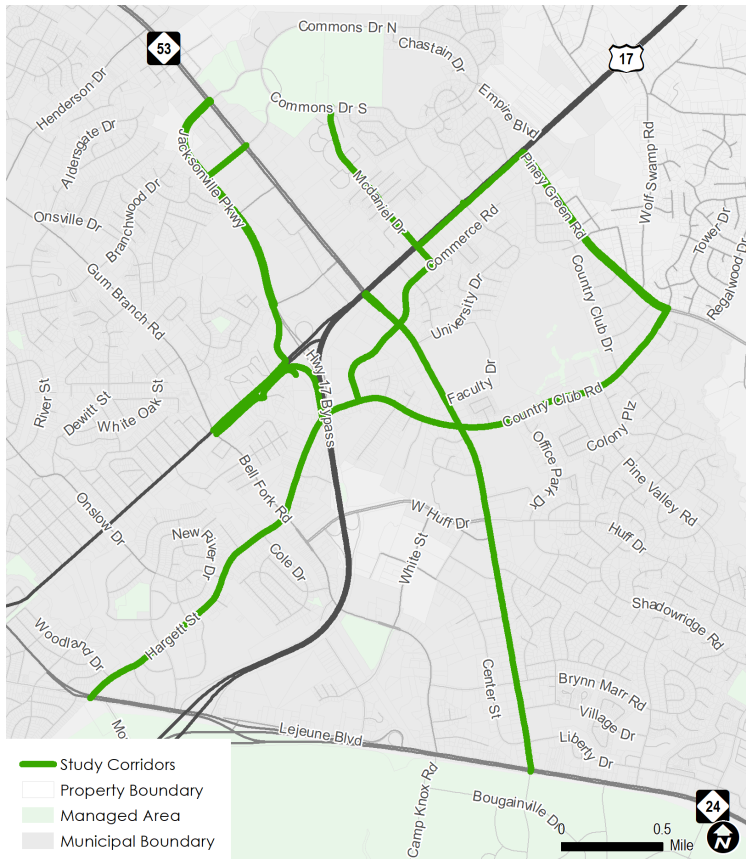 Commons Dr N
53
Chastain Dr
17
Henderson Dr
Commons Dr S
Empire Blvd
Aldersgate Dr
Jacksonville Pkwy
Mcdaniel Dr
Piney Green Rd
Wolf Swamp Rd
Branchwood Dr
Onsville Dr
Commerce Rd
Tower Dr
Regalwood Dr
Gum Branch Rd
University Dr
Country Club Dr
Hwy 17 Bypass
Faculty Dr
River St
Dewitt St
White Oak St
Country Club Rd
Colony Plz
Office Park Dr
Bell Fork Rd
Pine Valley Rd
Onslow Dr
W Huff Dr
New River Dr
White St
Huff Dr
Cole Dr
Shadowridge Rd
Hargett St
Woodland Dr
Center St
Brynn Marr Rd
Village Dr
Mo
Lejeune Blvd
Liberty Dr
Study Corridors
Property Boundary
Managed Area
Municipal Boundary
Camp Knox Rd
Bougainville Dr
24
0
0.5
Mile
N